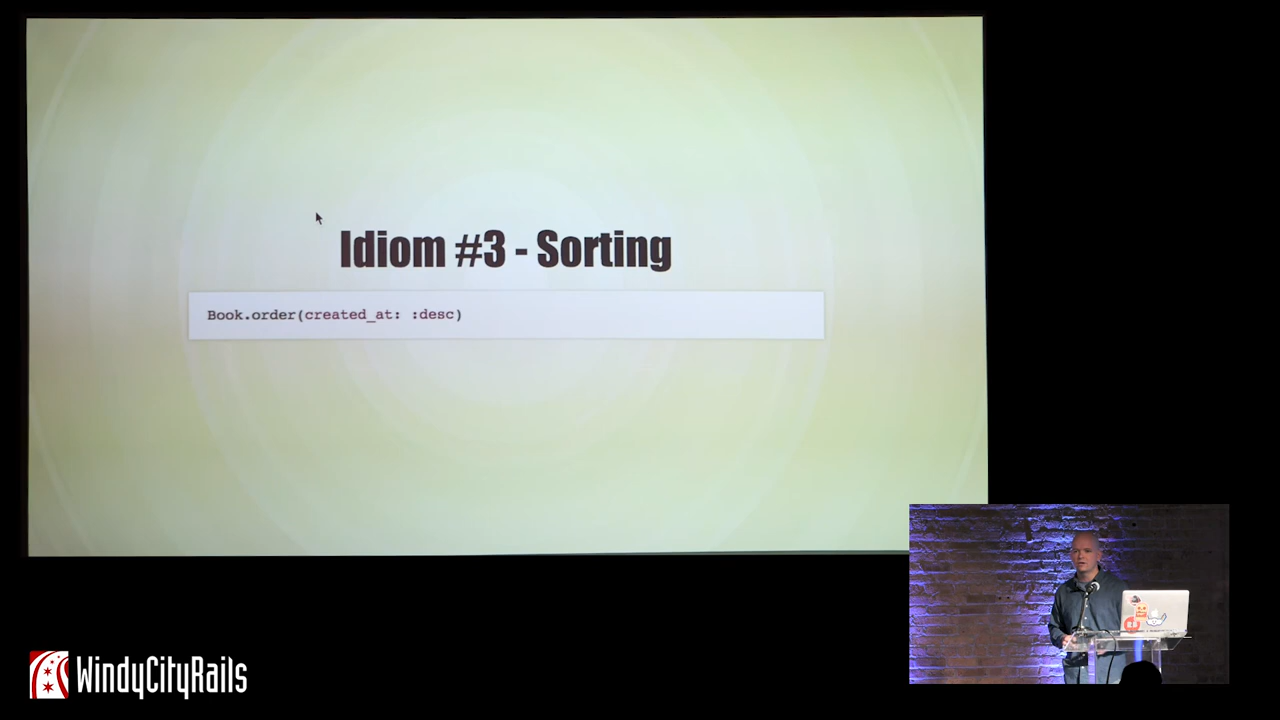 Idiom #3 - Sorting
Book.order(created_at: :desc)
WindyCityRails